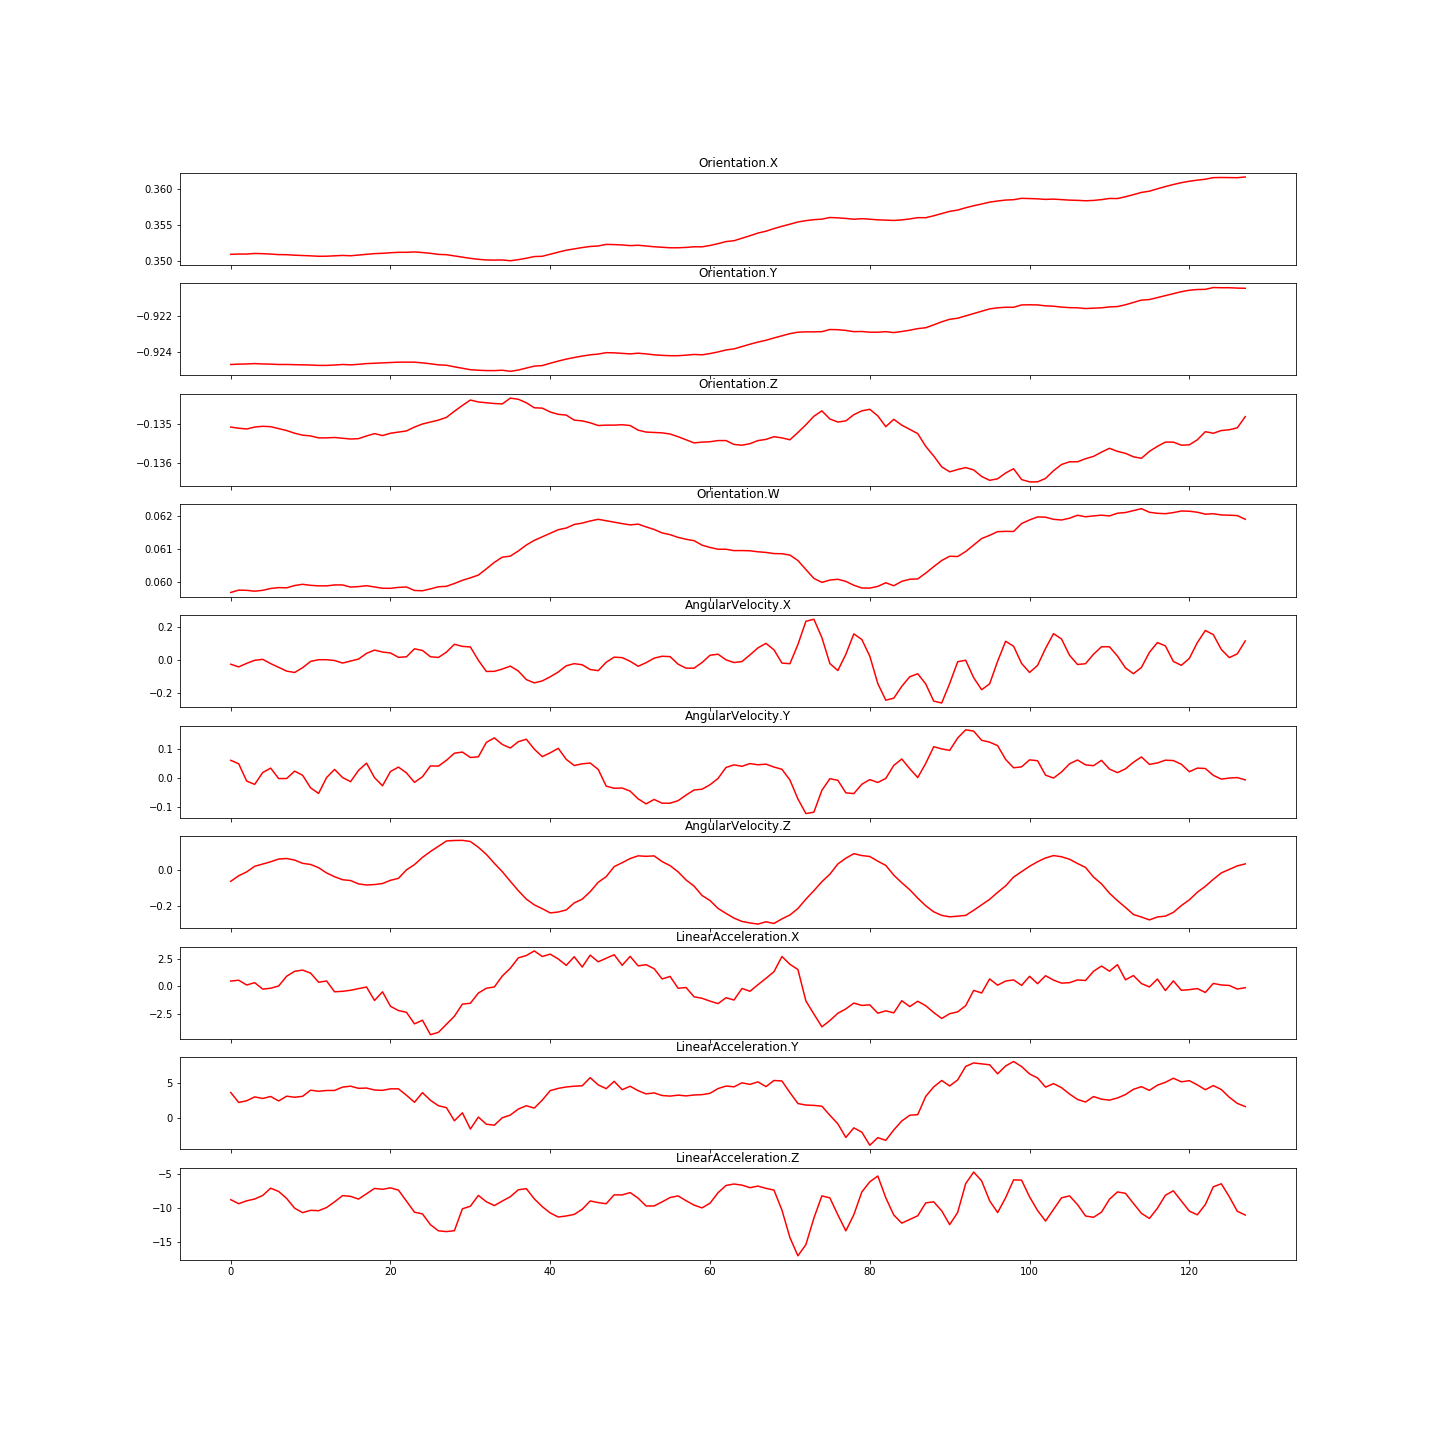 Orientation.X
0.360
0.355
0.350
Orientation.Y
−0.922
−0.924
Orientation.Z
−0.135
−0.136
Orientation.W
0.062
0.061
0.060
AngularVelocity.X
0.2
0.0
−0.2
AngularVelocity.Y
0.1
0.0
−0.1
AngularVelocity.Z
0.0
−0.2
LinearAcceleration.X
2.5
0.0
−2.5
LinearAcceleration.Y
5
0
LinearAcceleration.Z
−5
−10
−15
0 20 40 60 80 100 120